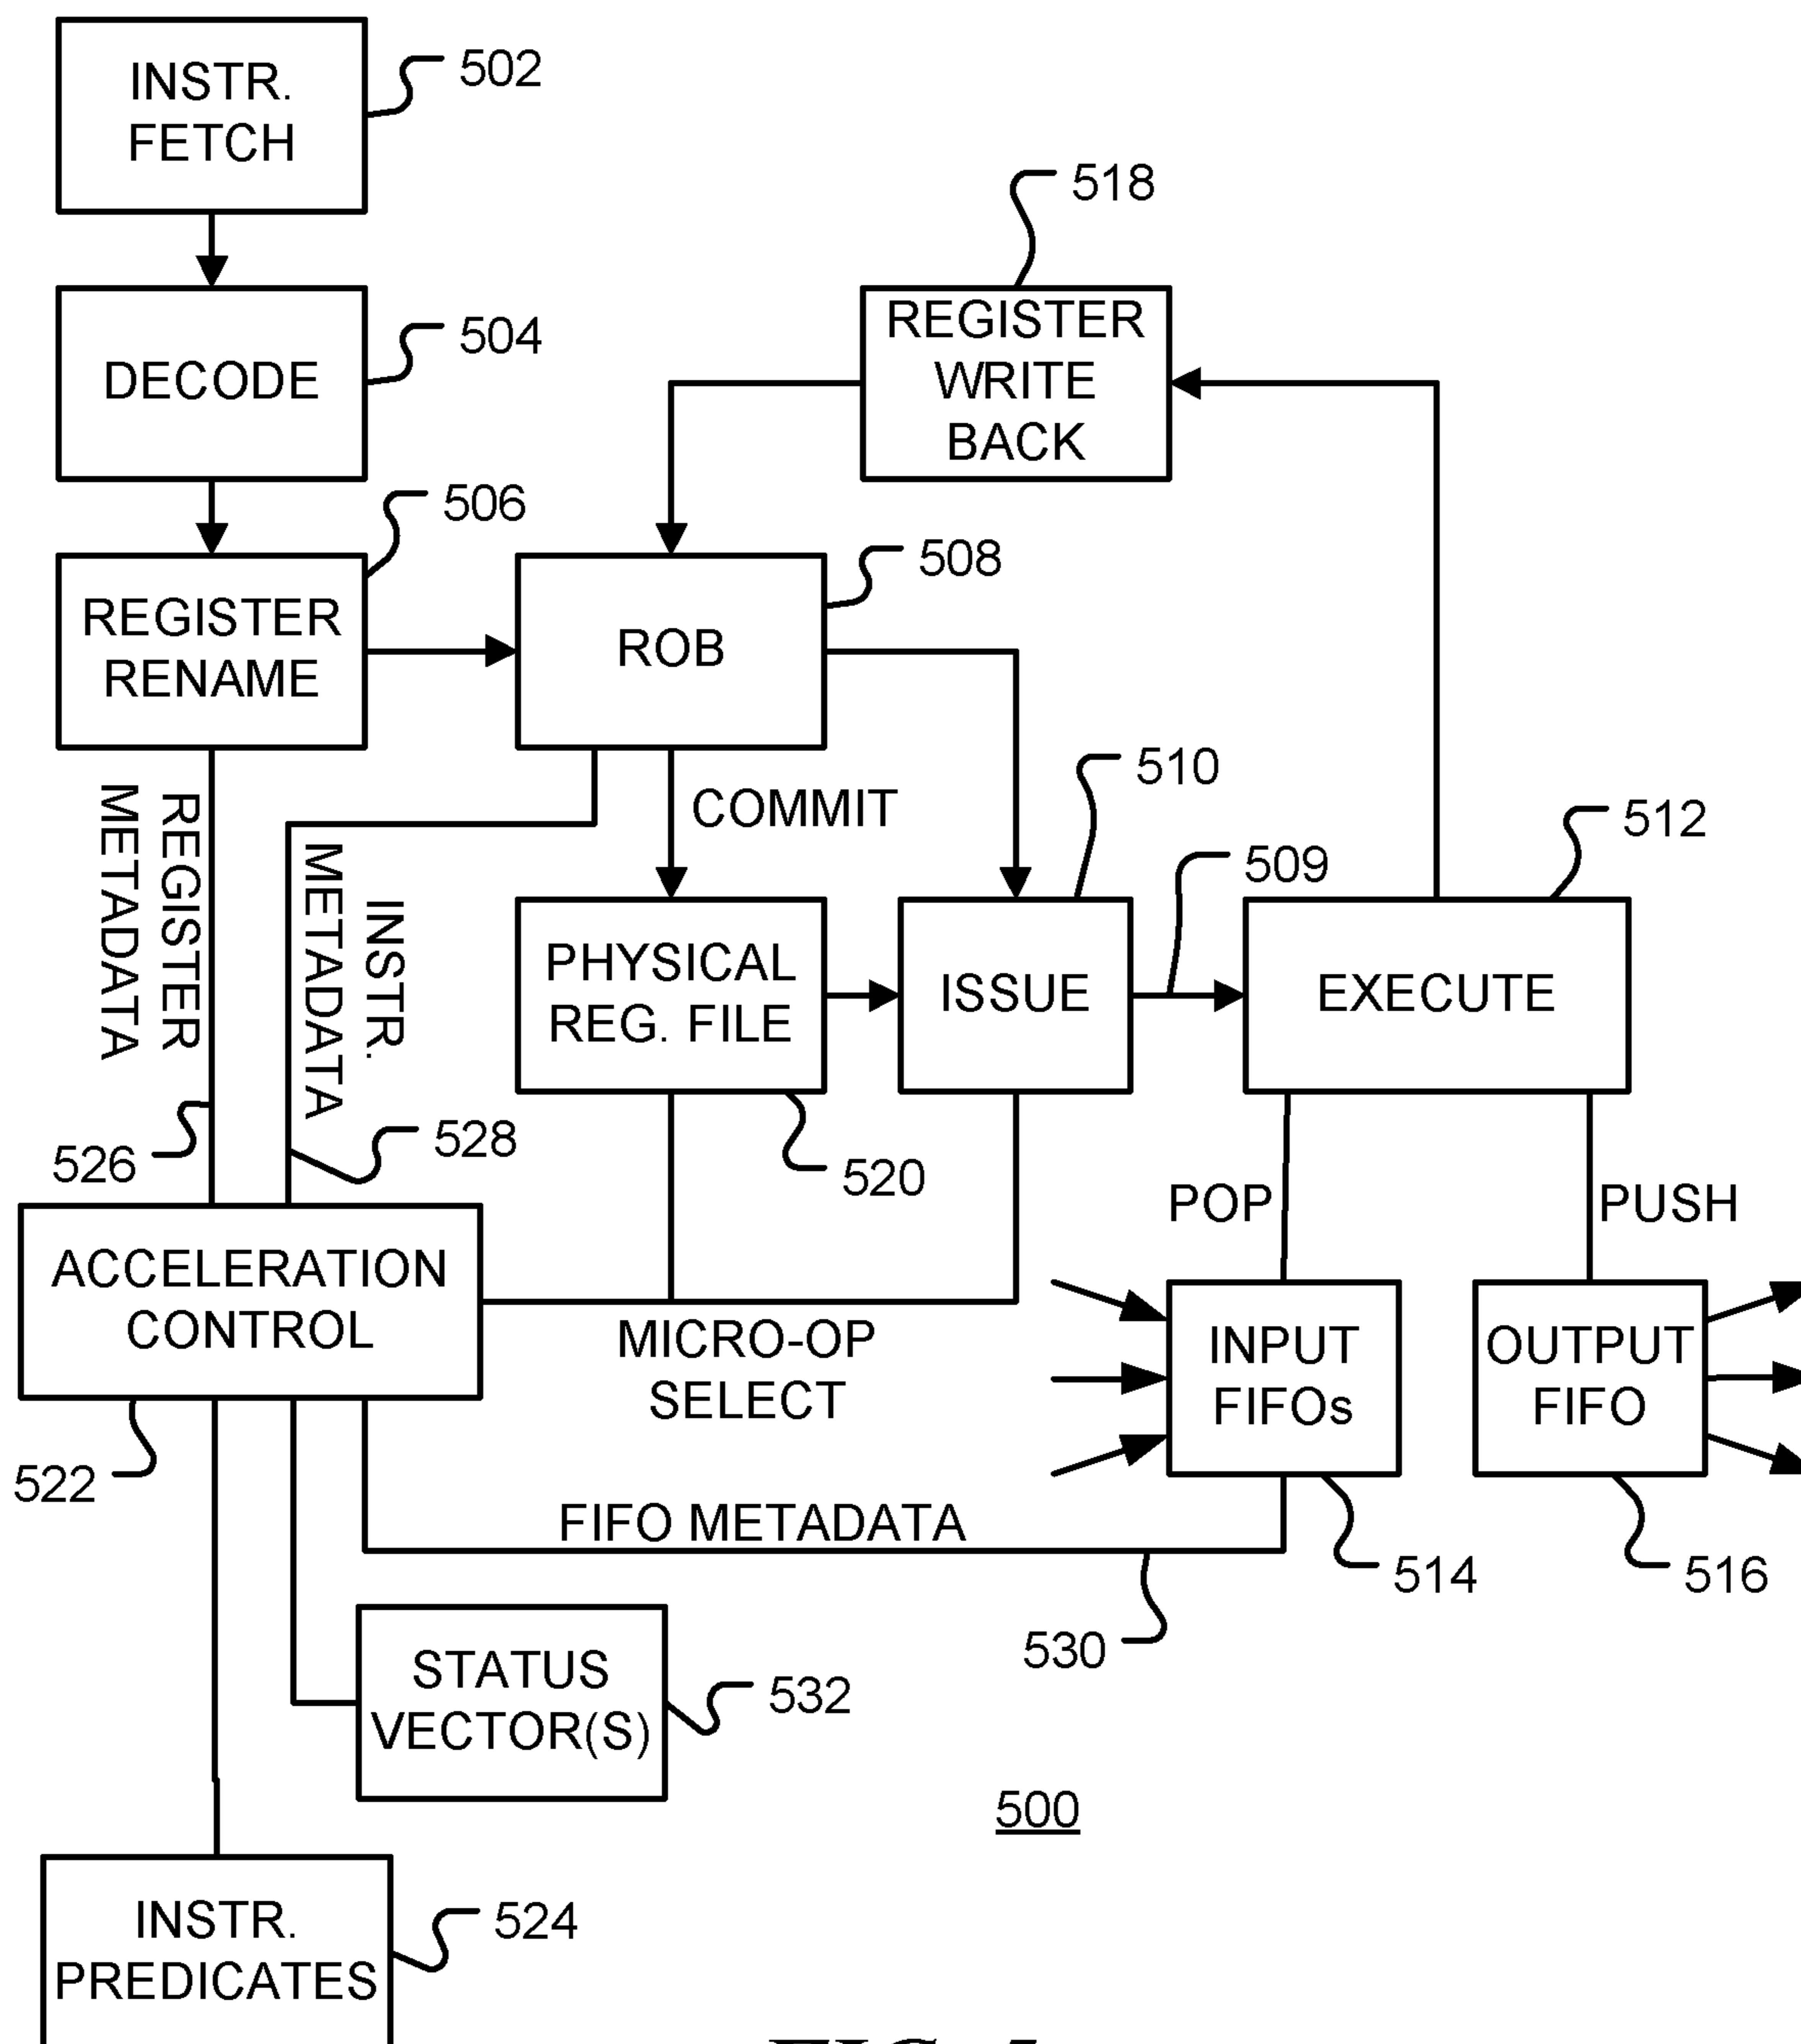 INSTR.
FETCH
502
518
DECODE
504
REGISTER
WRITE
BACK
506
REGISTER
RENAME
ROB
508
REGISTER
METADATA
INSTR.
METADATA
COMMIT
510
509
512
PHYSICAL
REG. FILE
ISSUE
EXECUTE
526
528
520
POP
PUSH
ACCELERATION
CONTROL
MICRO-OP
SELECT
INPUT
FIFOs
OUTPUT
FIFO
522
FIFO METADATA
514
516
530
STATUS
VECTOR(S)
532
500
INSTR.
PREDICATES
524